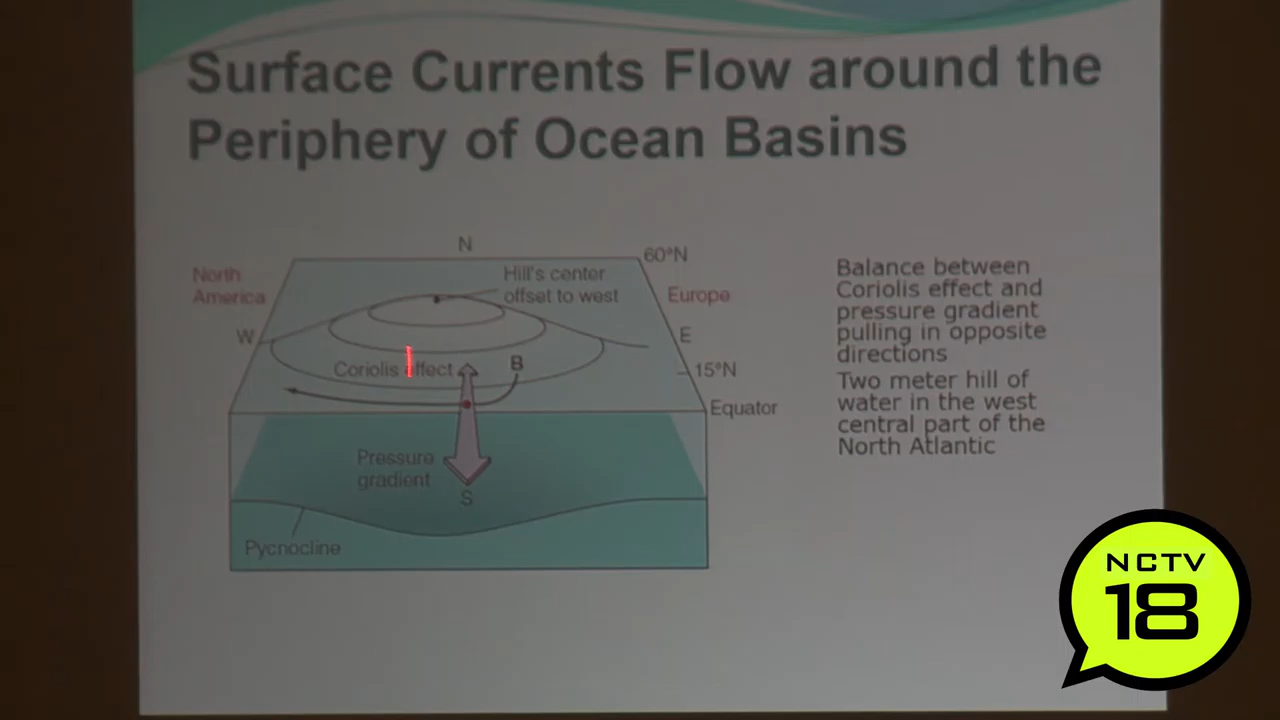 Surface Currents Flow around the
Periphery of Ocean Basins
N
60°N
North
America
Hill's center
offset to west
Europe
W
E
Coriolis effect
B
15°N
Equator
Pressure
gradient
S
Pycnocline
Balance between
Coriolis effect and
pressure gradient
pulling in opposite
directions
Two meter hill of
water in the west
central part of the
North Atlantic
NCTV
18